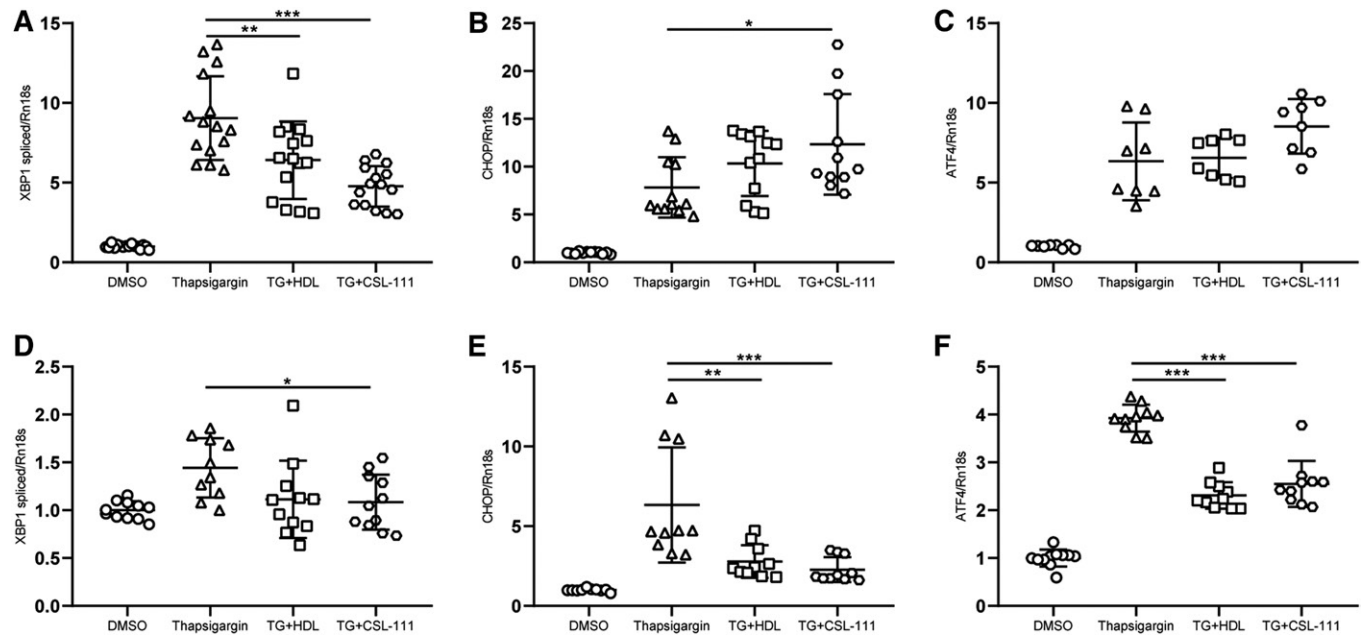 A
XBP1 spliced/Rn18s
15
10
5
0
***
**
DMSO
Thapsigargin
TG+HDL
TG+CSL-111
B
CHOP/Rn18s
25
20
15
10
5
0
*
DMSO
Thapsigargin
TG+HDL
TG+CSL-111
C
ATF4/Rn18s
15
10
5
0
DMSO
Thapsigargin
TG+HDL
TG+CSL-111
D
XBP1 spliced/Rn18s
2.5
2.0
1.5
1.0
0.5
0.0
*
DMSO
Thapsigargin
TG+HDL
TG+CSL-111
E
CHOP/Rn18s
15
10
5
0
***
**
DMSO
Thapsigargin
TG+HDL
TG+CSL-111
F
ATF4/Rn18s
5
4
3
2
1
0
***
***
DMSO
Thapsigargin
TG+HDL
TG+CSL-111